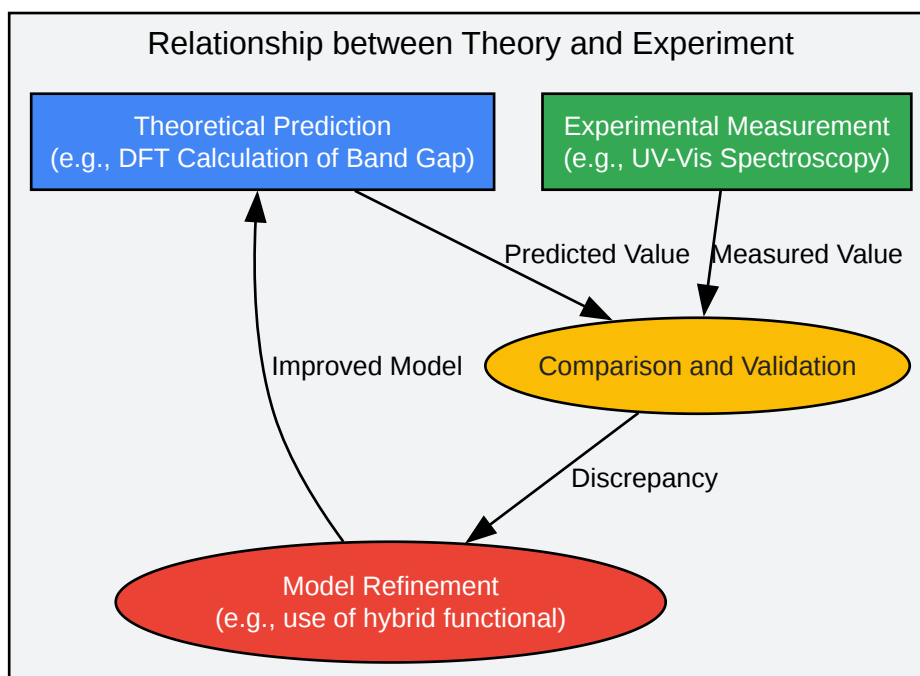 Relationship between Theory and Experiment
Theoretical Prediction
(e.g., DFT Calculation of Band Gap)
Experimental Measurement
(e.g., UV-Vis Spectroscopy)
Predicted Value
Measured Value
Improved Model
Comparison and Validation
Discrepancy
Model Refinement
(e.g., use of hybrid functional)